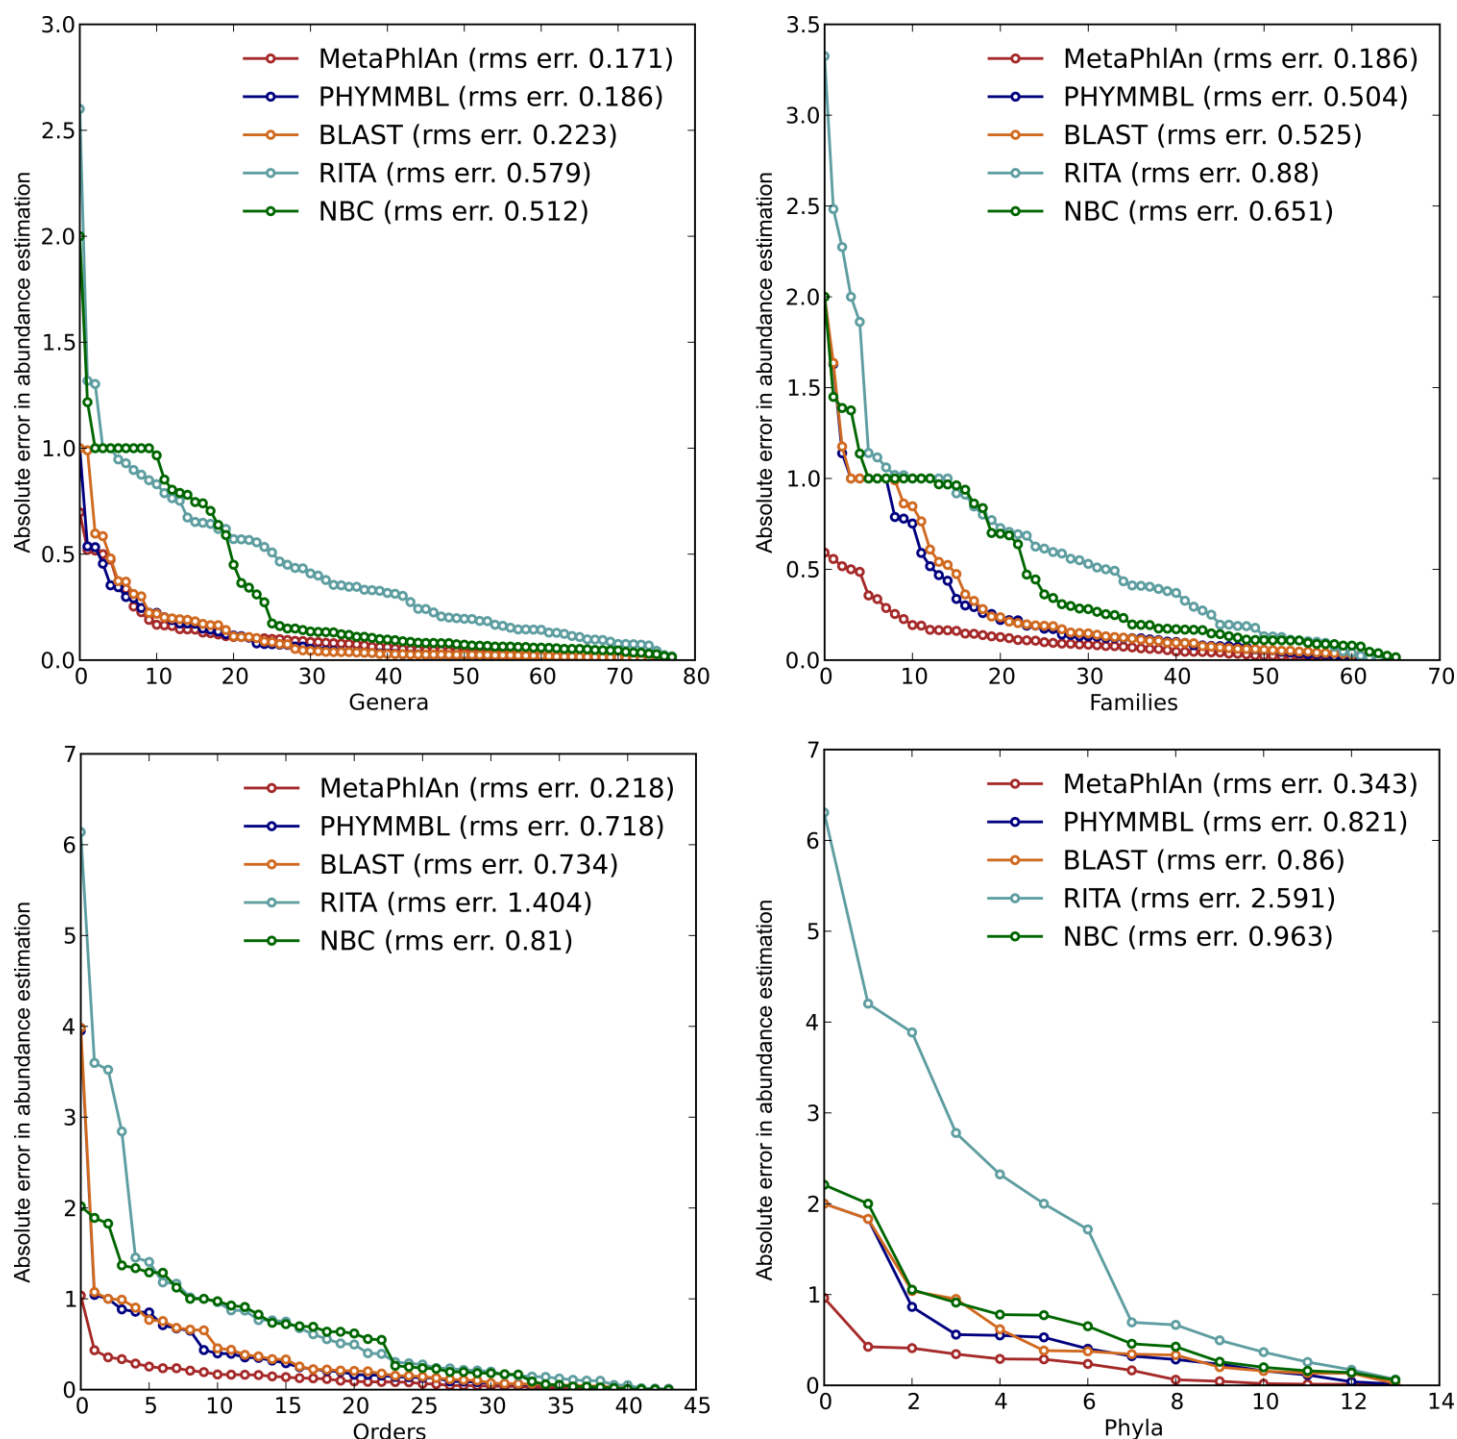 3.0
2.5
2.0
1.5
1.0
0.5
0.0
Absolute error in abundance estimation
MetaPhlAn (rms err. 0.171)
PHYMMBL (rms err. 0.186)
BLAST (rms err. 0.223)
RITA (rms err. 0.579)
NBC (rms err. 0.512)
0 10 20 30 40 50 60 70 80
Genera
3.5
3.0
2.5
2.0
1.5
1.0
0.5
0.0
Absolute error in abundance estimation
MetaPhlAn (rms err. 0.186)
PHYMMBL (rms err. 0.504)
BLAST (rms err. 0.525)
RITA (rms err. 0.88)
NBC (rms err. 0.651)
0 10 20 30 40 50 60 70
Families
7
6
5
4
3
2
1
0
Absolute error in abundance estimation
MetaPhlAn (rms err. 0.218)
PHYMMBL (rms err. 0.718)
BLAST (rms err. 0.734)
RITA (rms err. 1.404)
NBC (rms err. 0.81)
0 5 10 15 20 25 30 35 40 45
Orders
7
6
5
4
3
2
1
0
Absolute error in abundance estimation
MetaPhlAn (rms err. 0.343)
PHYMMBL (rms err. 0.821)
BLAST (rms err. 0.86)
RITA (rms err. 2.591)
NBC (rms err. 0.963)
0 2 4 6 8 10 12 14
Phyla